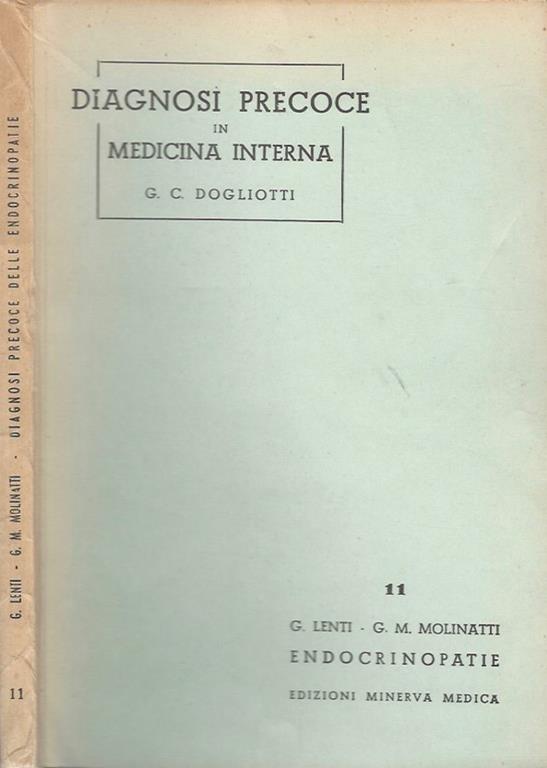 DIAGNOSI PRECOCE
IN
MEDICINA INTERNA
G. C. DOGLIOTTI
11
G. LENTI - G. M. MOLINATTI
ENDOCRINOPATIE
EDIZIONI MINERVA MEDICA
G. LENTI - G. M. MOLINATTI - DIAGNOSI PRECOCE DELLE ENDOCRINOPATIE
11